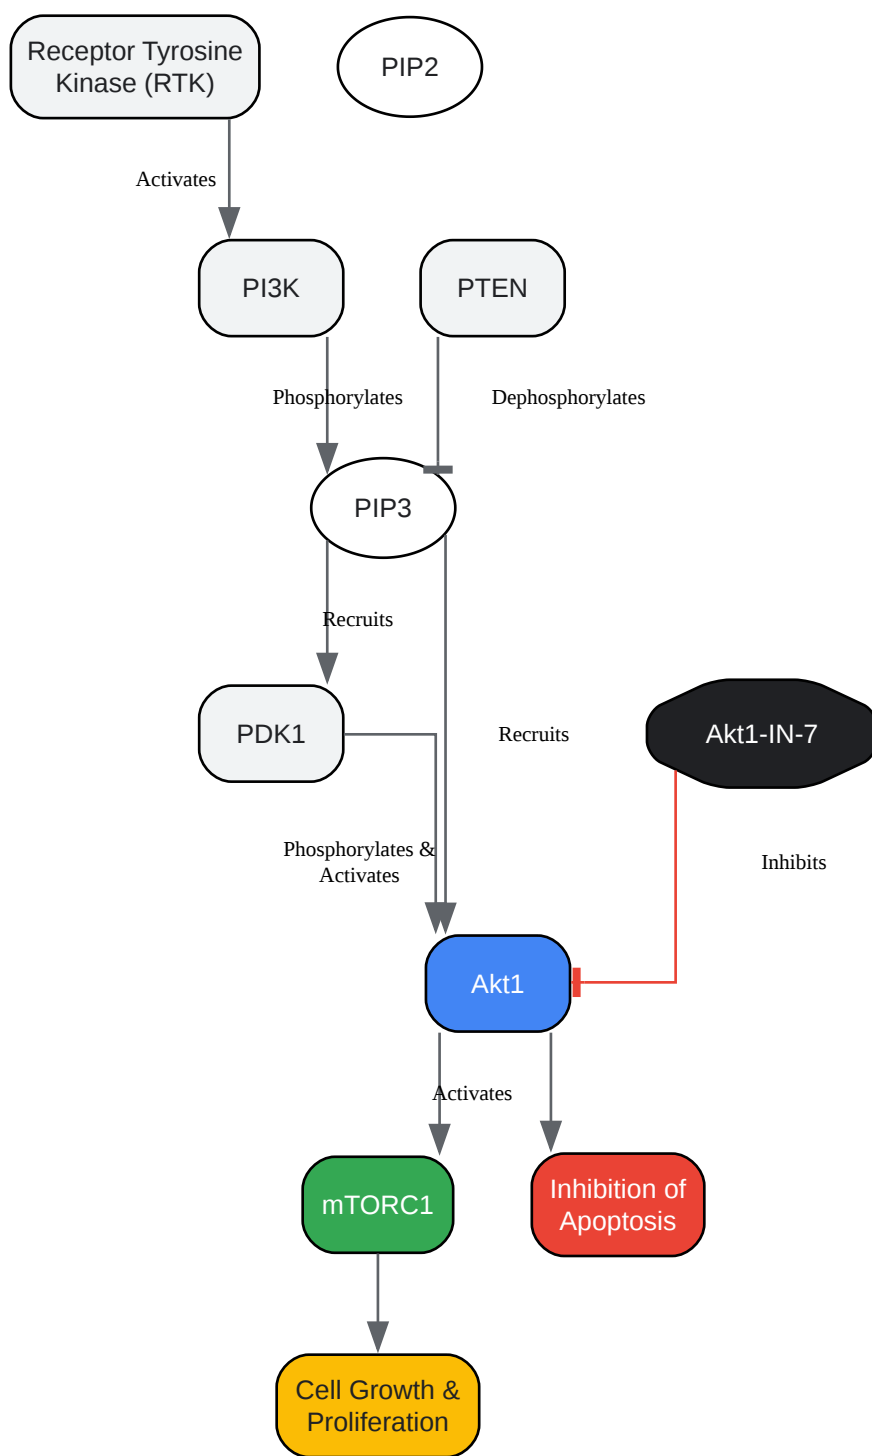 Receptor Tyrosine
Kinase (RTK)
PIP2
Activates
PI3K
PTEN
Phosphorylates
Dephosphorylates
PIP3
Recruits
PDK1
Recruits
Akt1-IN-7
Phosphorylates &
Activates
Inhibits
Akt1
Activates
mTORC1
Inhibition of
Apoptosis
Cell Growth &
Proliferation